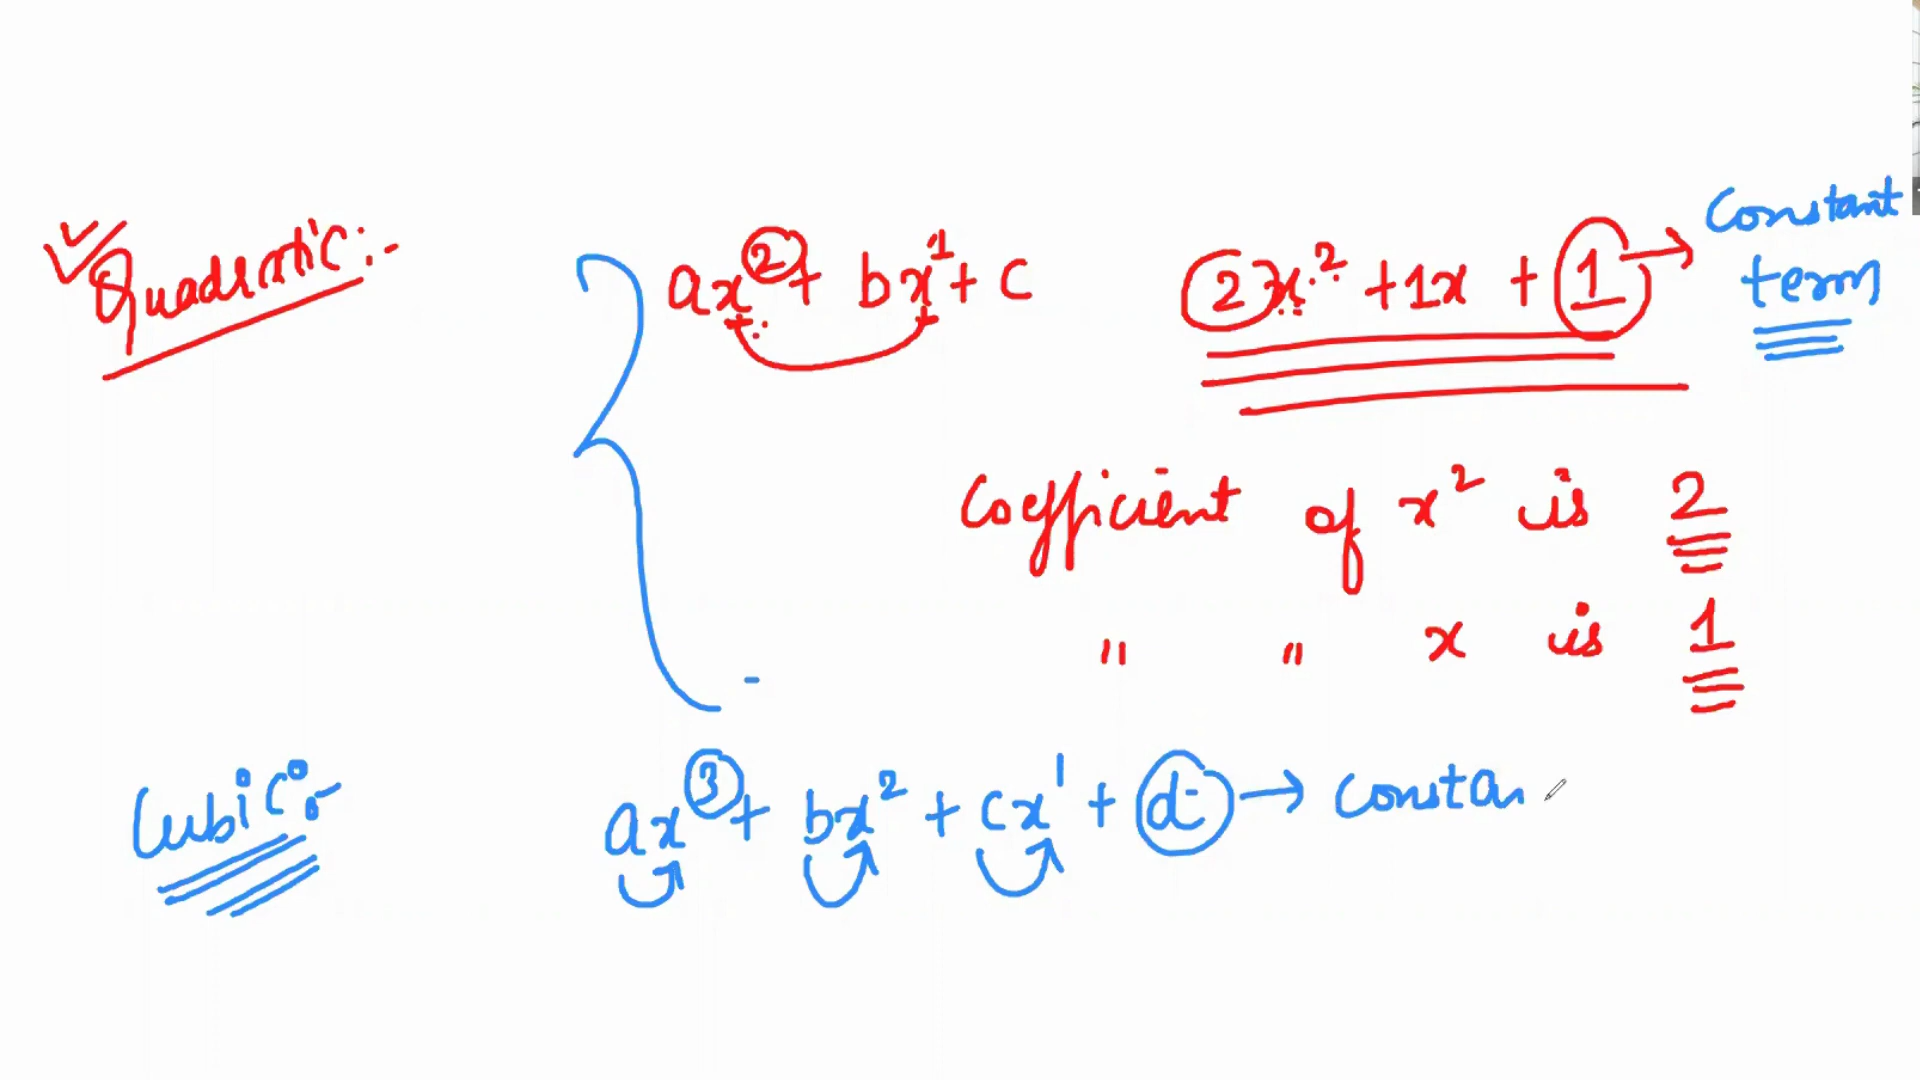 Quadratic :-
ax² + bx¹ + c
2x² + 1x + 1 → constant term
Coefficient of x² is 2
" " x is 1
Cubic :-
ax³ + bx² + cx¹ + d → constan